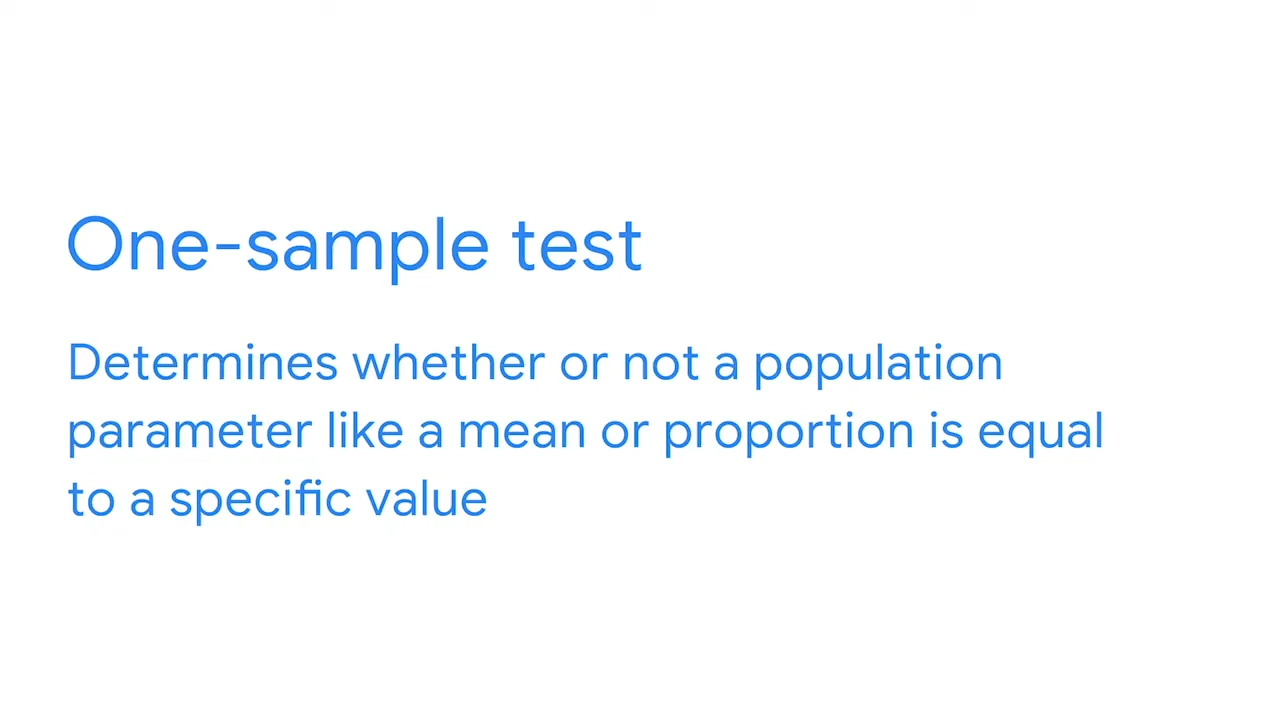 One-sample test
Determines whether or not a population
parameter like a mean or proportion is equal
to a specific value